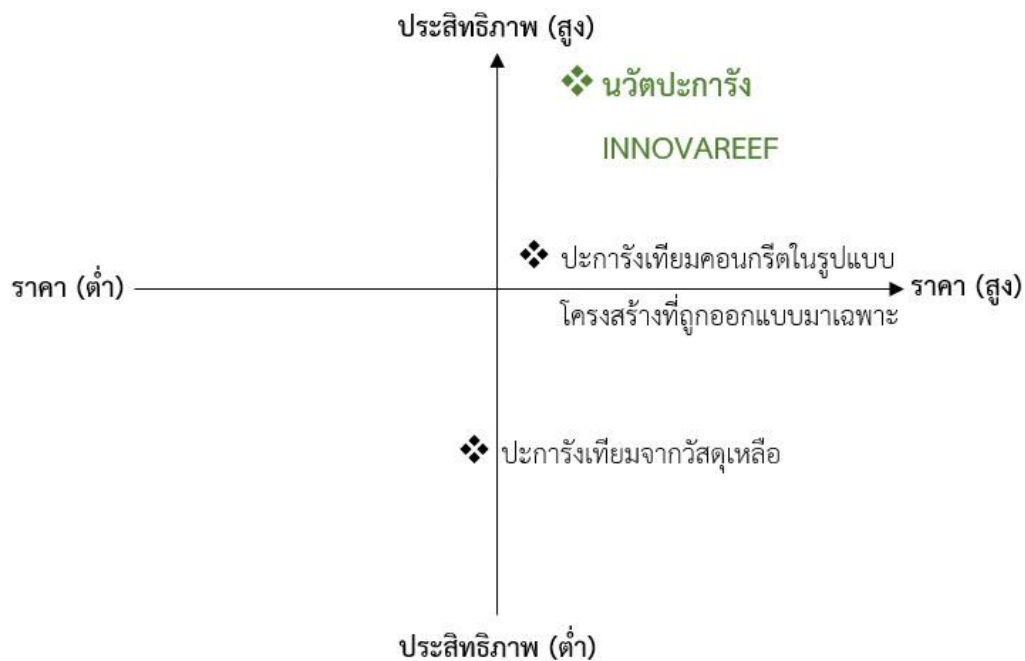 ประสิทธิภาพ (สูง)
นวัตปะการัง
INNOVAREEF
ปะการังเทียมคอนกรีตในรูปแบบ
ราคา (ต่ำ)
ราคา (สูง)
โครงสร้างที่ถูกออกแบบมาเฉพาะ
ปะการังเทียมจากวัสดุเหลือ
ประสิทธิภาพ (ต่ำ)